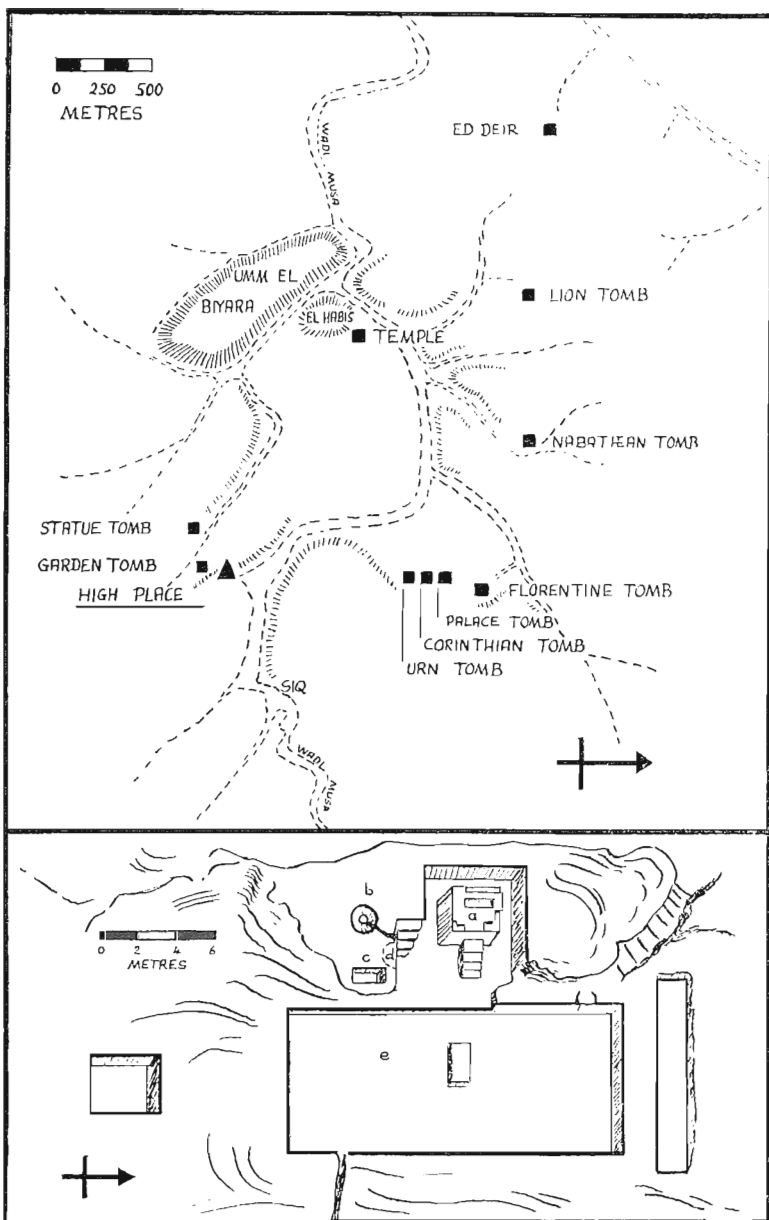 0 250 500
METRES
WADI
MUSA
ED DEIR
UMM EL
BIYARA
EL HABIS
LION TOMB
TEMPLE
NABATHEAN TOMB
STATUE TOMB
GARDEN TOMB
HIGH PLACE
FLORENTINE TOMB
PALACE TOMB
CORINTHIAN TOMB
URN TOMB
SIQ
WADI
MUSA
b
a
0 2 4 6
METRES
c
d
e